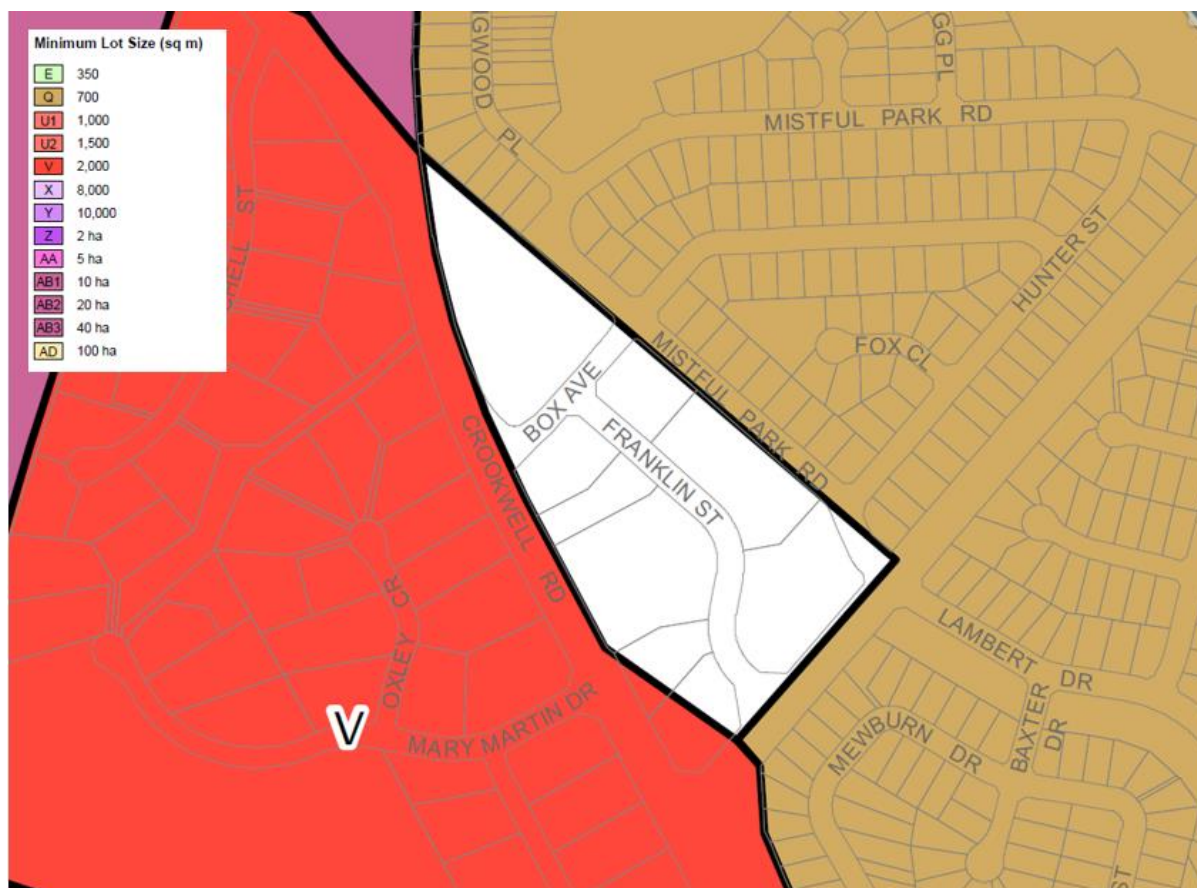 Minimum Lot Size (sq m)
E 350
Q 700
U1 1,000
U2 1,500
V 2,000
X 8,000
Y 10,000
Z 2 ha
AA 5 ha
AB1 10 ha
AB2 20 ha
AB3 40 ha
AD 100 ha
GWOOD PL
GG PL
MISTFUL PARK RD
HUNTER ST
FOX CL
HELL ST
BOX AVE
MISTFUL PARK RD
FRANKLIN ST
CROOKWELL RD
OXLEY CR
LAMBERT DR
BAXTER DR
V
MARY MARTIN DR
MEWBURN DR
ST